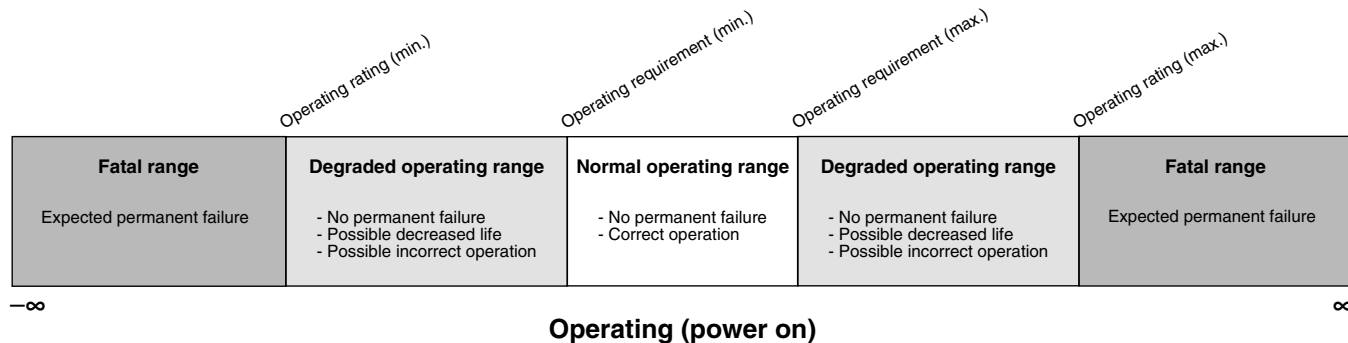 Operating rating (min.)
Operating requirement (min.)
Operating requirement (max.)
Operating rating (max.)
Fatal range
Expected permanent failure
Degraded operating range
- No permanent failure
- Possible decreased life
- Possible incorrect operation
Normal operating range
- No permanent failure
- Correct operation
Degraded operating range
- No permanent failure
- Possible decreased life
- Possible incorrect operation
Fatal range
Expected permanent failure
–∞
∞
Operating (power on)